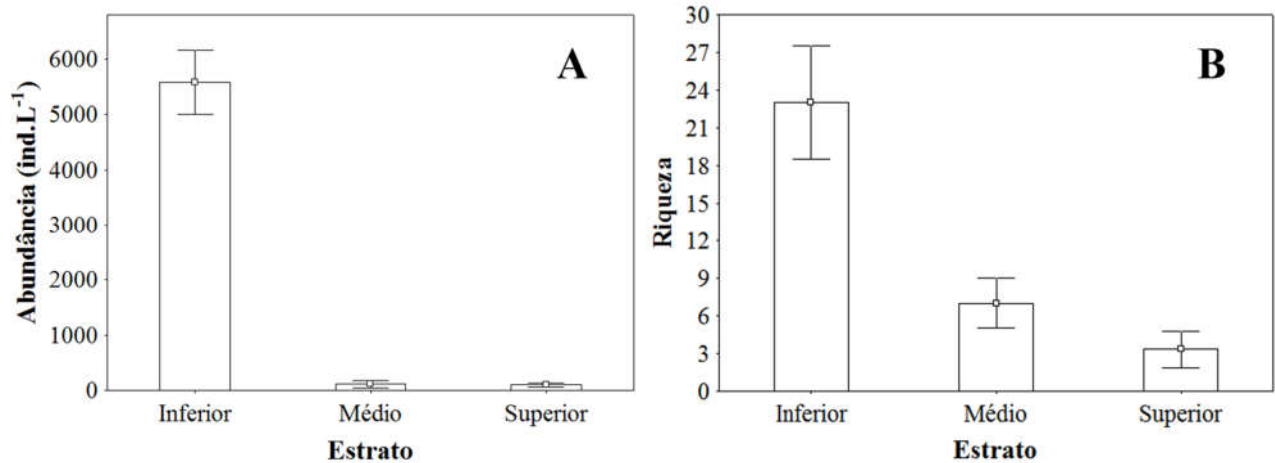 A
Abundância (ind.L-1)
6000
5000
4000
3000
2000
1000
0
Inferior Médio Superior
Estrato
B
Riqueza
30
27
24
21
18
15
12
9
6
3
0
Inferior Médio Superior
Estrato